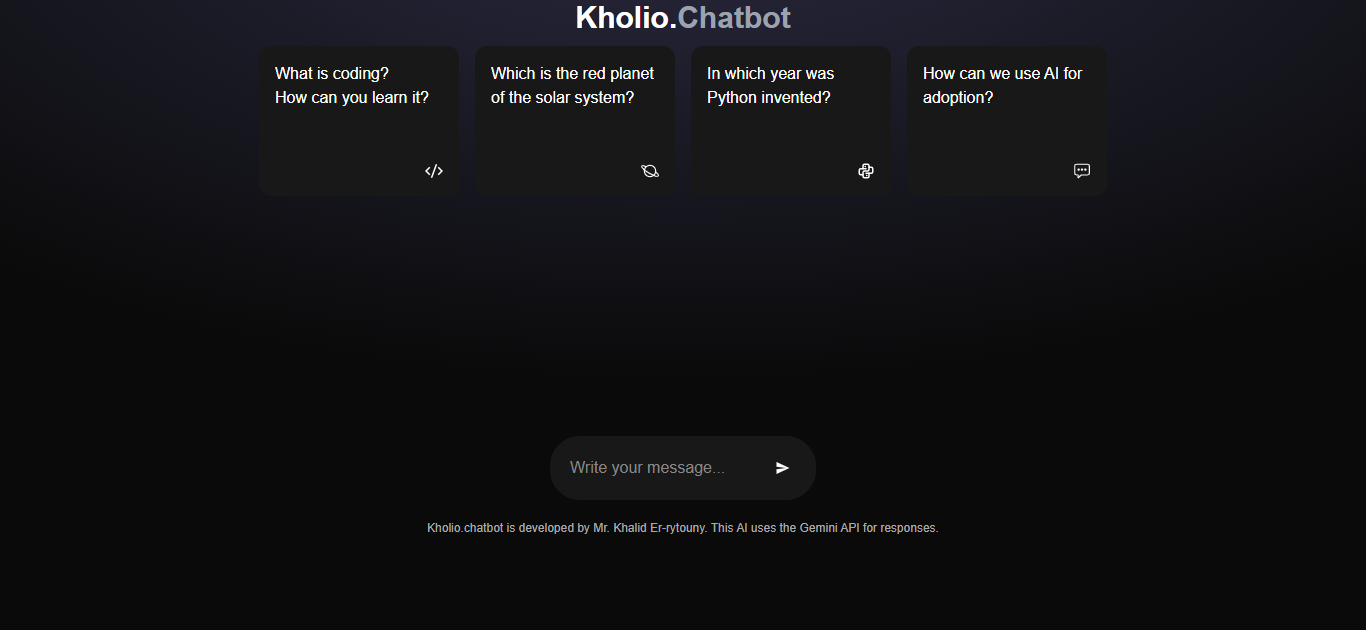 Kholio.Chatbot
What is coding?
How can you learn it?
Which is the red planet
of the solar system?
In which year was
Python invented?
How can we use AI for
adoption?
Write your message...
Kholio.chatbot is developed by Mr. Khalid Er-rytouny. This AI uses the Gemini API for responses.